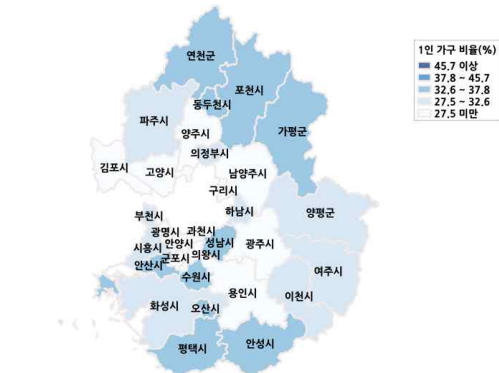 1인 가구 비율(%)
45.7 이상
37.8 ~ 45.7
32.6 ~ 37.8
27.5 ~ 32.6
27.5 미만
연천군
포천시
동두천시
파주시
가평군
양주시
의정부시
김포시
고양시
남양주시
구리시
하남시
양평군
부천시
광명시
과천시
시흥시
안양시
성남시
광주시
군포시
의왕시
안산시
수원시
여주시
용인시
이천시
화성시
오산시
평택시
안성시